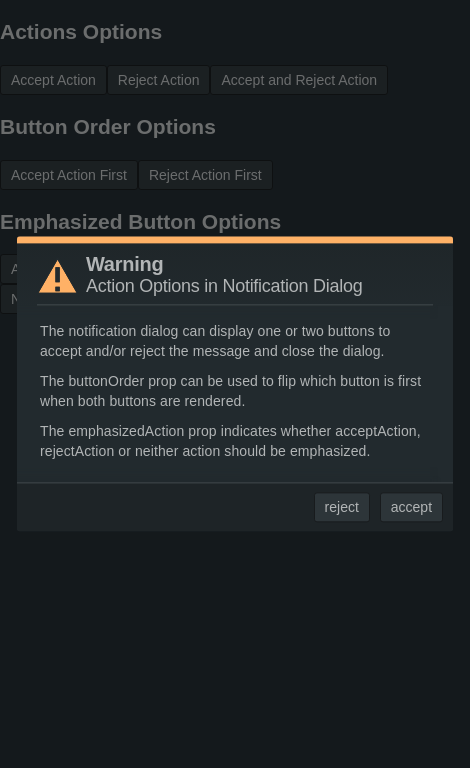 Actions Options
Accept Action Reject Action Accept and Reject Action
Button Order Options
Accept Action First Reject Action First
Emphasized Button Options
Warning
Action Options in Notification Dialog
The notification dialog can display one or two buttons to
accept and/or reject the message and close the dialog.
The buttonOrder prop can be used to flip which button is first
when both buttons are rendered.
The emphasizedAction prop indicates whether acceptAction,
rejectAction or neither action should be emphasized.
reject accept